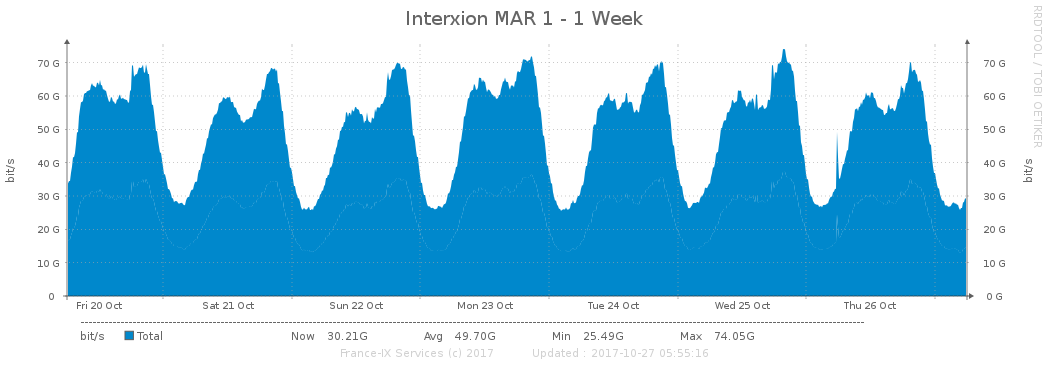 Interxion MAR 1 - 1 Week
RRDTOOL / TOBI OETIKER
bit/s
bit/s
70 G 70 G
60 G 60 G
50 G 50 G
40 G 40 G
30 G 30 G
20 G 20 G
10 G 10 G
0 0 G
Fri 20 Oct Sat 21 Oct Sun 22 Oct Mon 23 Oct Tue 24 Oct Wed 25 Oct Thu 26 Oct
bit/s Total Now 30.21G Avg 49.70G Min 25.49G Max 74.05G
France-IX Services (c) 2017 Updated : 2017-10-27 05:55:16